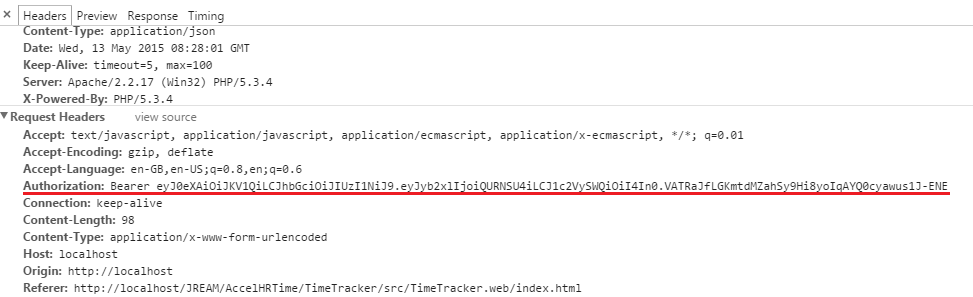 × Headers Preview Response Timing
Content-Type: application/json
Date: Wed, 13 May 2015 08:28:01 GMT
Keep-Alive: timeout=5, max=100
Server: Apache/2.2.17 (Win32) PHP/5.3.4
X-Powered-By: PHP/5.3.4
▼Request Headers view source
Accept: text/javascript, application/javascript, application/ecmascript, application/x-ecmascript, */*; q=0.01
Accept-Encoding: gzip, deflate
Accept-Language: en-GB,en-US;q=0.8,en;q=0.6
Authorization: Bearer eyJ0eXAiOiJKV1QiLCJhbGciOiJIUzI1NiJ9.eyJyb2xlIjoiQURNSU4iLCJ1c2VySWQiOiI4In0.VATRaJfLGKmtdMZahSy9Hi8yoIqAYQ0cyawus1J-ENE
Connection: keep-alive
Content-Length: 98
Content-Type: application/x-www-form-urlencoded
Host: localhost
Origin: http://localhost
Referer: http://localhost/JREAM/AccelHRTime/TimeTracker/src/TimeTracker.web/index.html